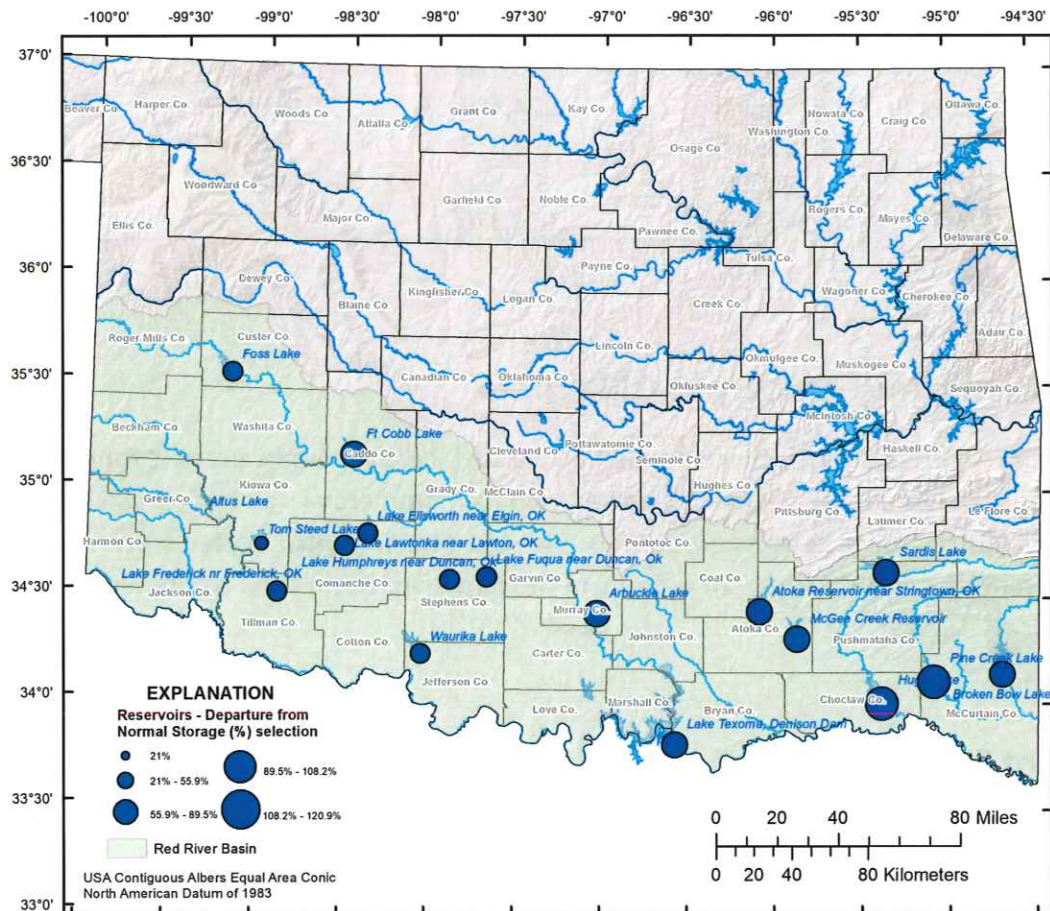 -100°0' -99°5' -99°0' -98°5' -98°0' -97°5' -97°0' -96°5' -96°0' -95°5' -95°0' -94°5'
37°0'
36°5'
36°0'
35°5'
35°0'
34°5'
34°0'
33°5'
33°0'
Beaver Co.
Harper Co.
Woods Co.
Alfalfa Co.
Grant Co.
Kay Co.
Osage Co.
Washington Co.
Nowata Co.
Craig Co.
Ottawa Co.
Ellis Co.
Woodward Co.
Major Co.
Garfield Co.
Noble Co.
Pawnee Co.
Rogers Co.
Mayes Co.
Delaware Co.
Dewey Co.
Blaine Co.
Kingfisher Co.
Logan Co.
Payne Co.
Creek Co.
Tulsa Co.
Wagoner Co.
Cherokee Co.
Adair Co.
Roger Mills Co.
Custer Co.
Foss Lake
Canadian Co.
Oklahoma Co.
Lincoln Co.
Okfuskee Co.
Okmulgee Co.
Muskogee Co.
Sequoyah Co.
Beckham Co.
Washita Co.
Ft Cobb Lake
Caddo Co.
Grady Co.
McClain Co.
Cleveland Co.
Pottawatomie Co.
Seminole Co.
Hughes Co.
McIntosh Co.
Haskell Co.
Pittsburg Co.
Latimer Co.
Le Flore Co.
Harmon Co.
Greer Co.
Kiowa Co.
Altus Lake
Tom Steed Lake
Lake Ellsworth near Elgin, OK
Lake Lawtonka near Lawton, OK
Lake Humphreys near Duncan, OK
Lake Fuqua near Duncan, OK
Lake Frederick nr Frederick, OK
Jackson Co.
Tillman Co.
Comanche Co.
Cotton Co.
Stephens Co.
Garvin Co.
Murray Co.
Arbuckle Lake
Pontotoc Co.
Coal Co.
Johnston Co.
Atoka Co.
Atoka Reservoir near Stringtown, OK
McGee Creek Reservoir
Sardis Lake
Pushmataha Co.
Waurika Lake
Jefferson Co.
Carter Co.
Love Co.
Marshall Co.
Bryan Co.
Lake Texoma, Denison Dam
Choctaw Co.
Pine Creek Lake
Broken Bow Lake
McCurtain Co.
EXPLANATION
Reservoirs - Departure from
Normal Storage (%) selection
21%
21% - 55.9%
55.9% - 89.5%
89.5% - 108.2%
108.2% - 120.9%
Red River Basin
USA Contiguous Albers Equal Area Conic
North American Datum of 1983
0 20 40 80 Miles
0 20 40 80 Kilometers